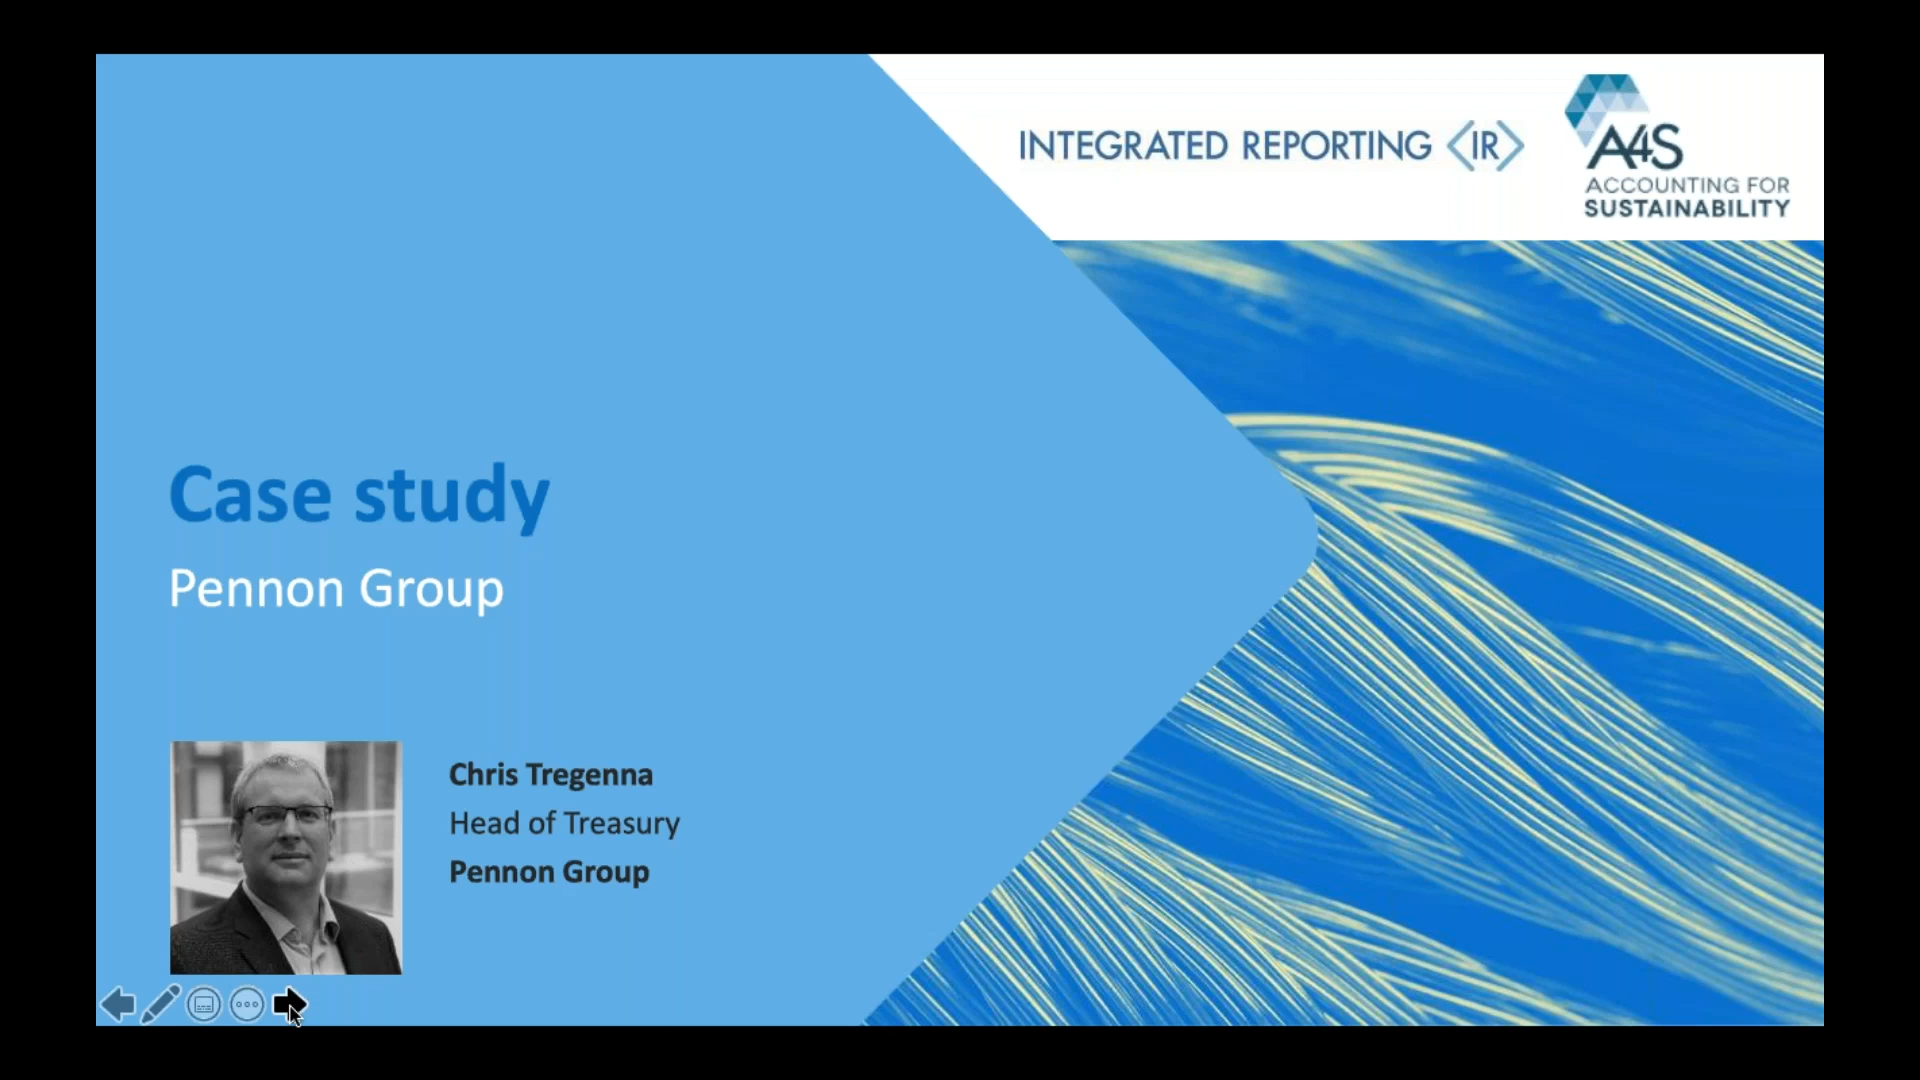 INTEGRATED REPORTING <IR>
A4S
ACCOUNTING FOR
SUSTAINABILITY
Case study
Pennon Group
Chris Tregenna
Head of Treasury
Pennon Group